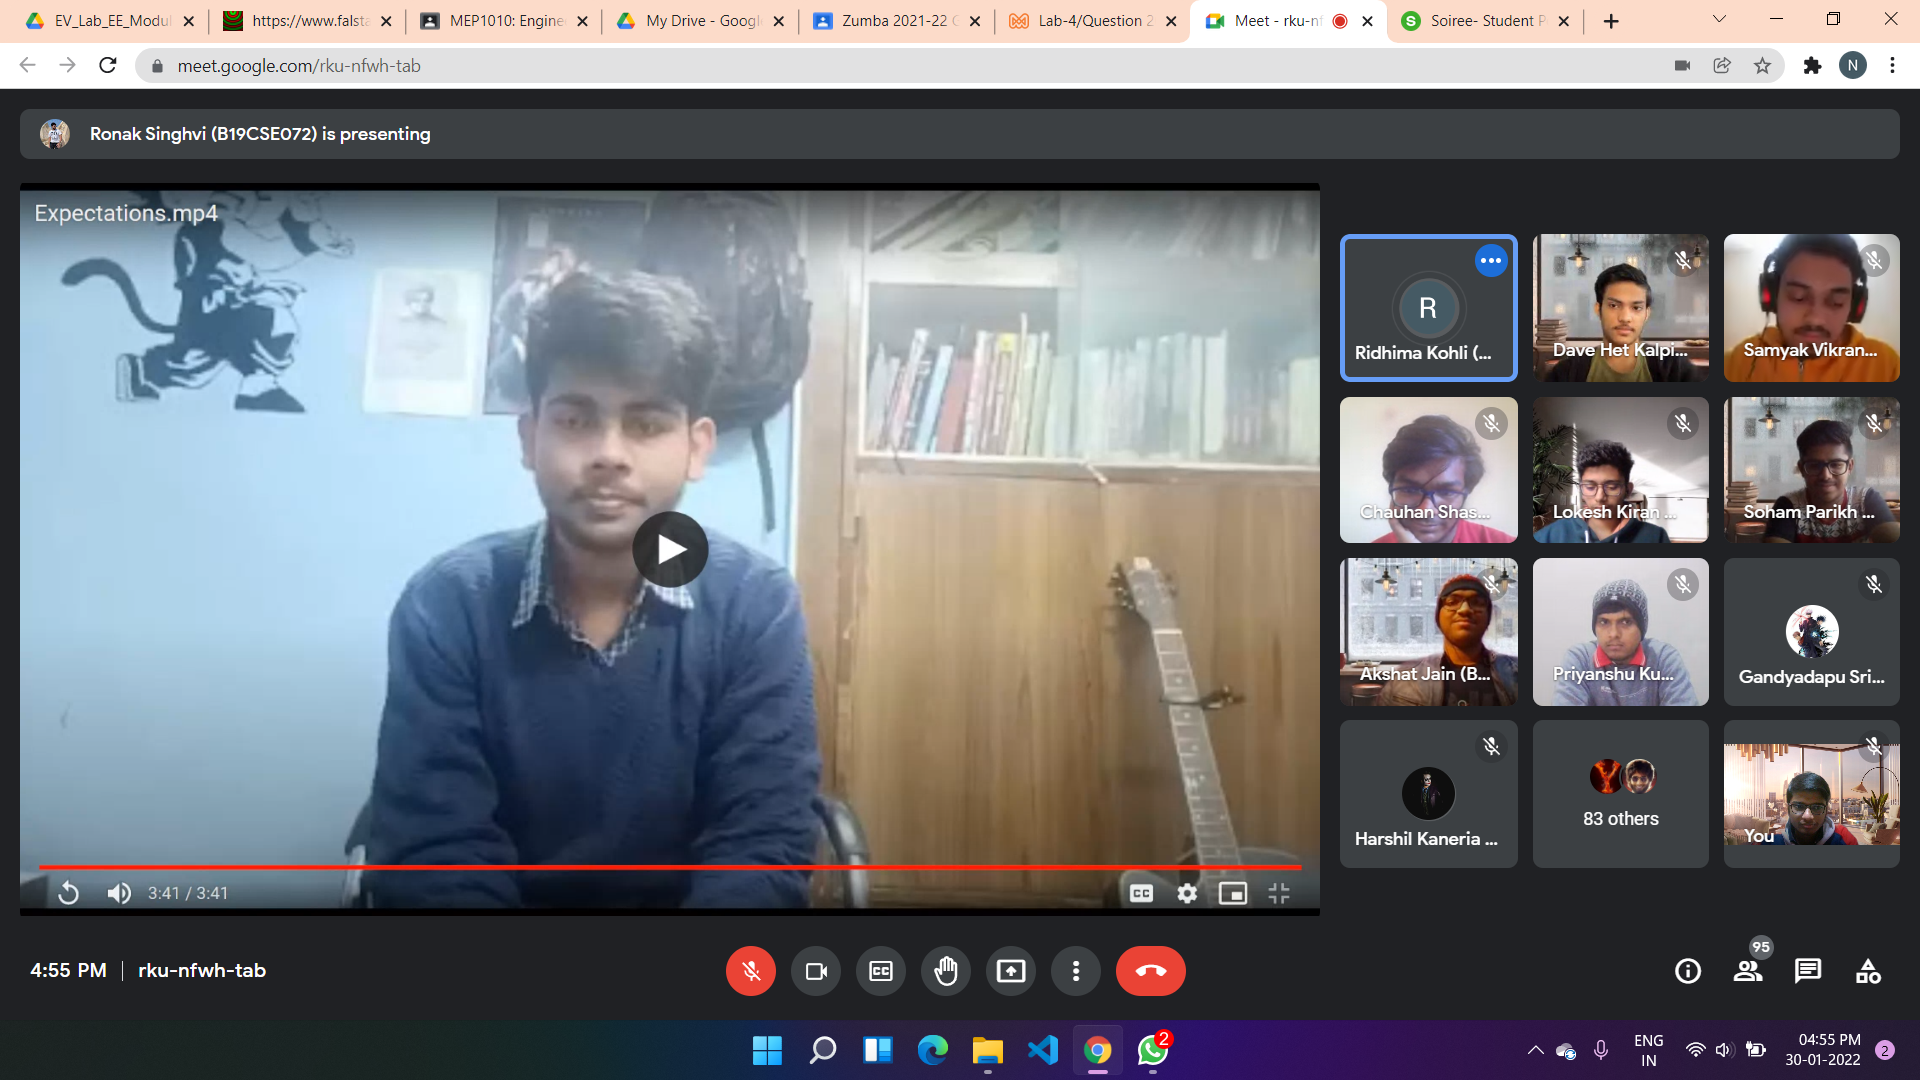 EV_Lab_EE_Modul
https://www.falsta
MEP1010: Engine
My Drive - Googl
Zumba 2021-22 C
Lab-4/Question 2
Meet - rku-nf
Soiree- Student P
meet.google.com/rku-nfwh-tab
N
Ronak Singhvi (B19CSE072) is presenting
Expectations.mp4
R
Ridhima Kohli (...
Dave Het Kalpi...
Samyak Vikran...
Chauhan Shas...
Lokesh Kiran ...
Soham Parikh ...
Akshat Jain (B...
Priyanshu Ku...
Gandyadapu Sri...
Harshil Kaneria ...
83 others
You
3:41 / 3:41
CC
4:55 PM | rku-nfwh-tab
CC
95
2
ENG
IN
04:55 PM
30-01-2022
2